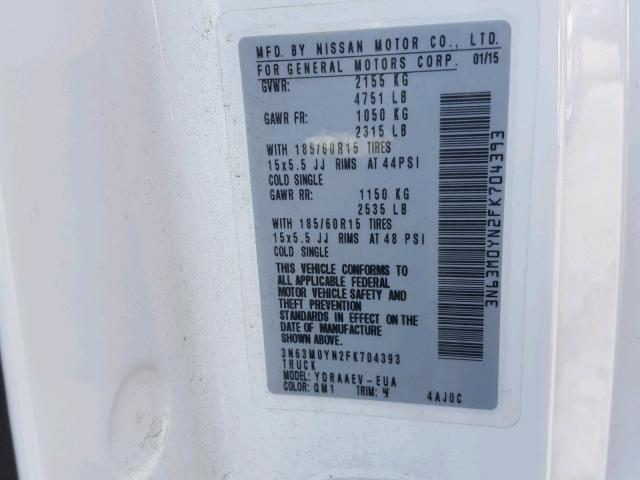 MFD. BY NISSAN MOTOR CO., LTD.
FOR GENERAL MOTORS CORP. 01/15
GVWR: 2155 KG
4751 LB
GAWR FR: 1050 KG
2315 LB
WITH 185/60R15 TIRES
15x5.5 JJ RIMS AT 44PSI
COLD SINGLE
GAWR RR: 1150 KG
2535 LB
WITH 185/60R15 TIRES
15x5.5 JJ RIMS AT 48 PSI
COLD SINGLE
THIS VEHICLE CONFORMS TO
ALL APPLICABLE FEDERAL
MOTOR VEHICLE SAFETY AND
THEFT PREVENTION
STANDARDS IN EFFECT ON THE
DATE OF MANUFACTURE
SHOWN ABOVE.
3N63M0YN2FK704393
TRUCK
MODEL: YDRAAEV-EUA
COLOR: QM1 TRIM: W
4AJ0C
3N63M0YN2FK704393